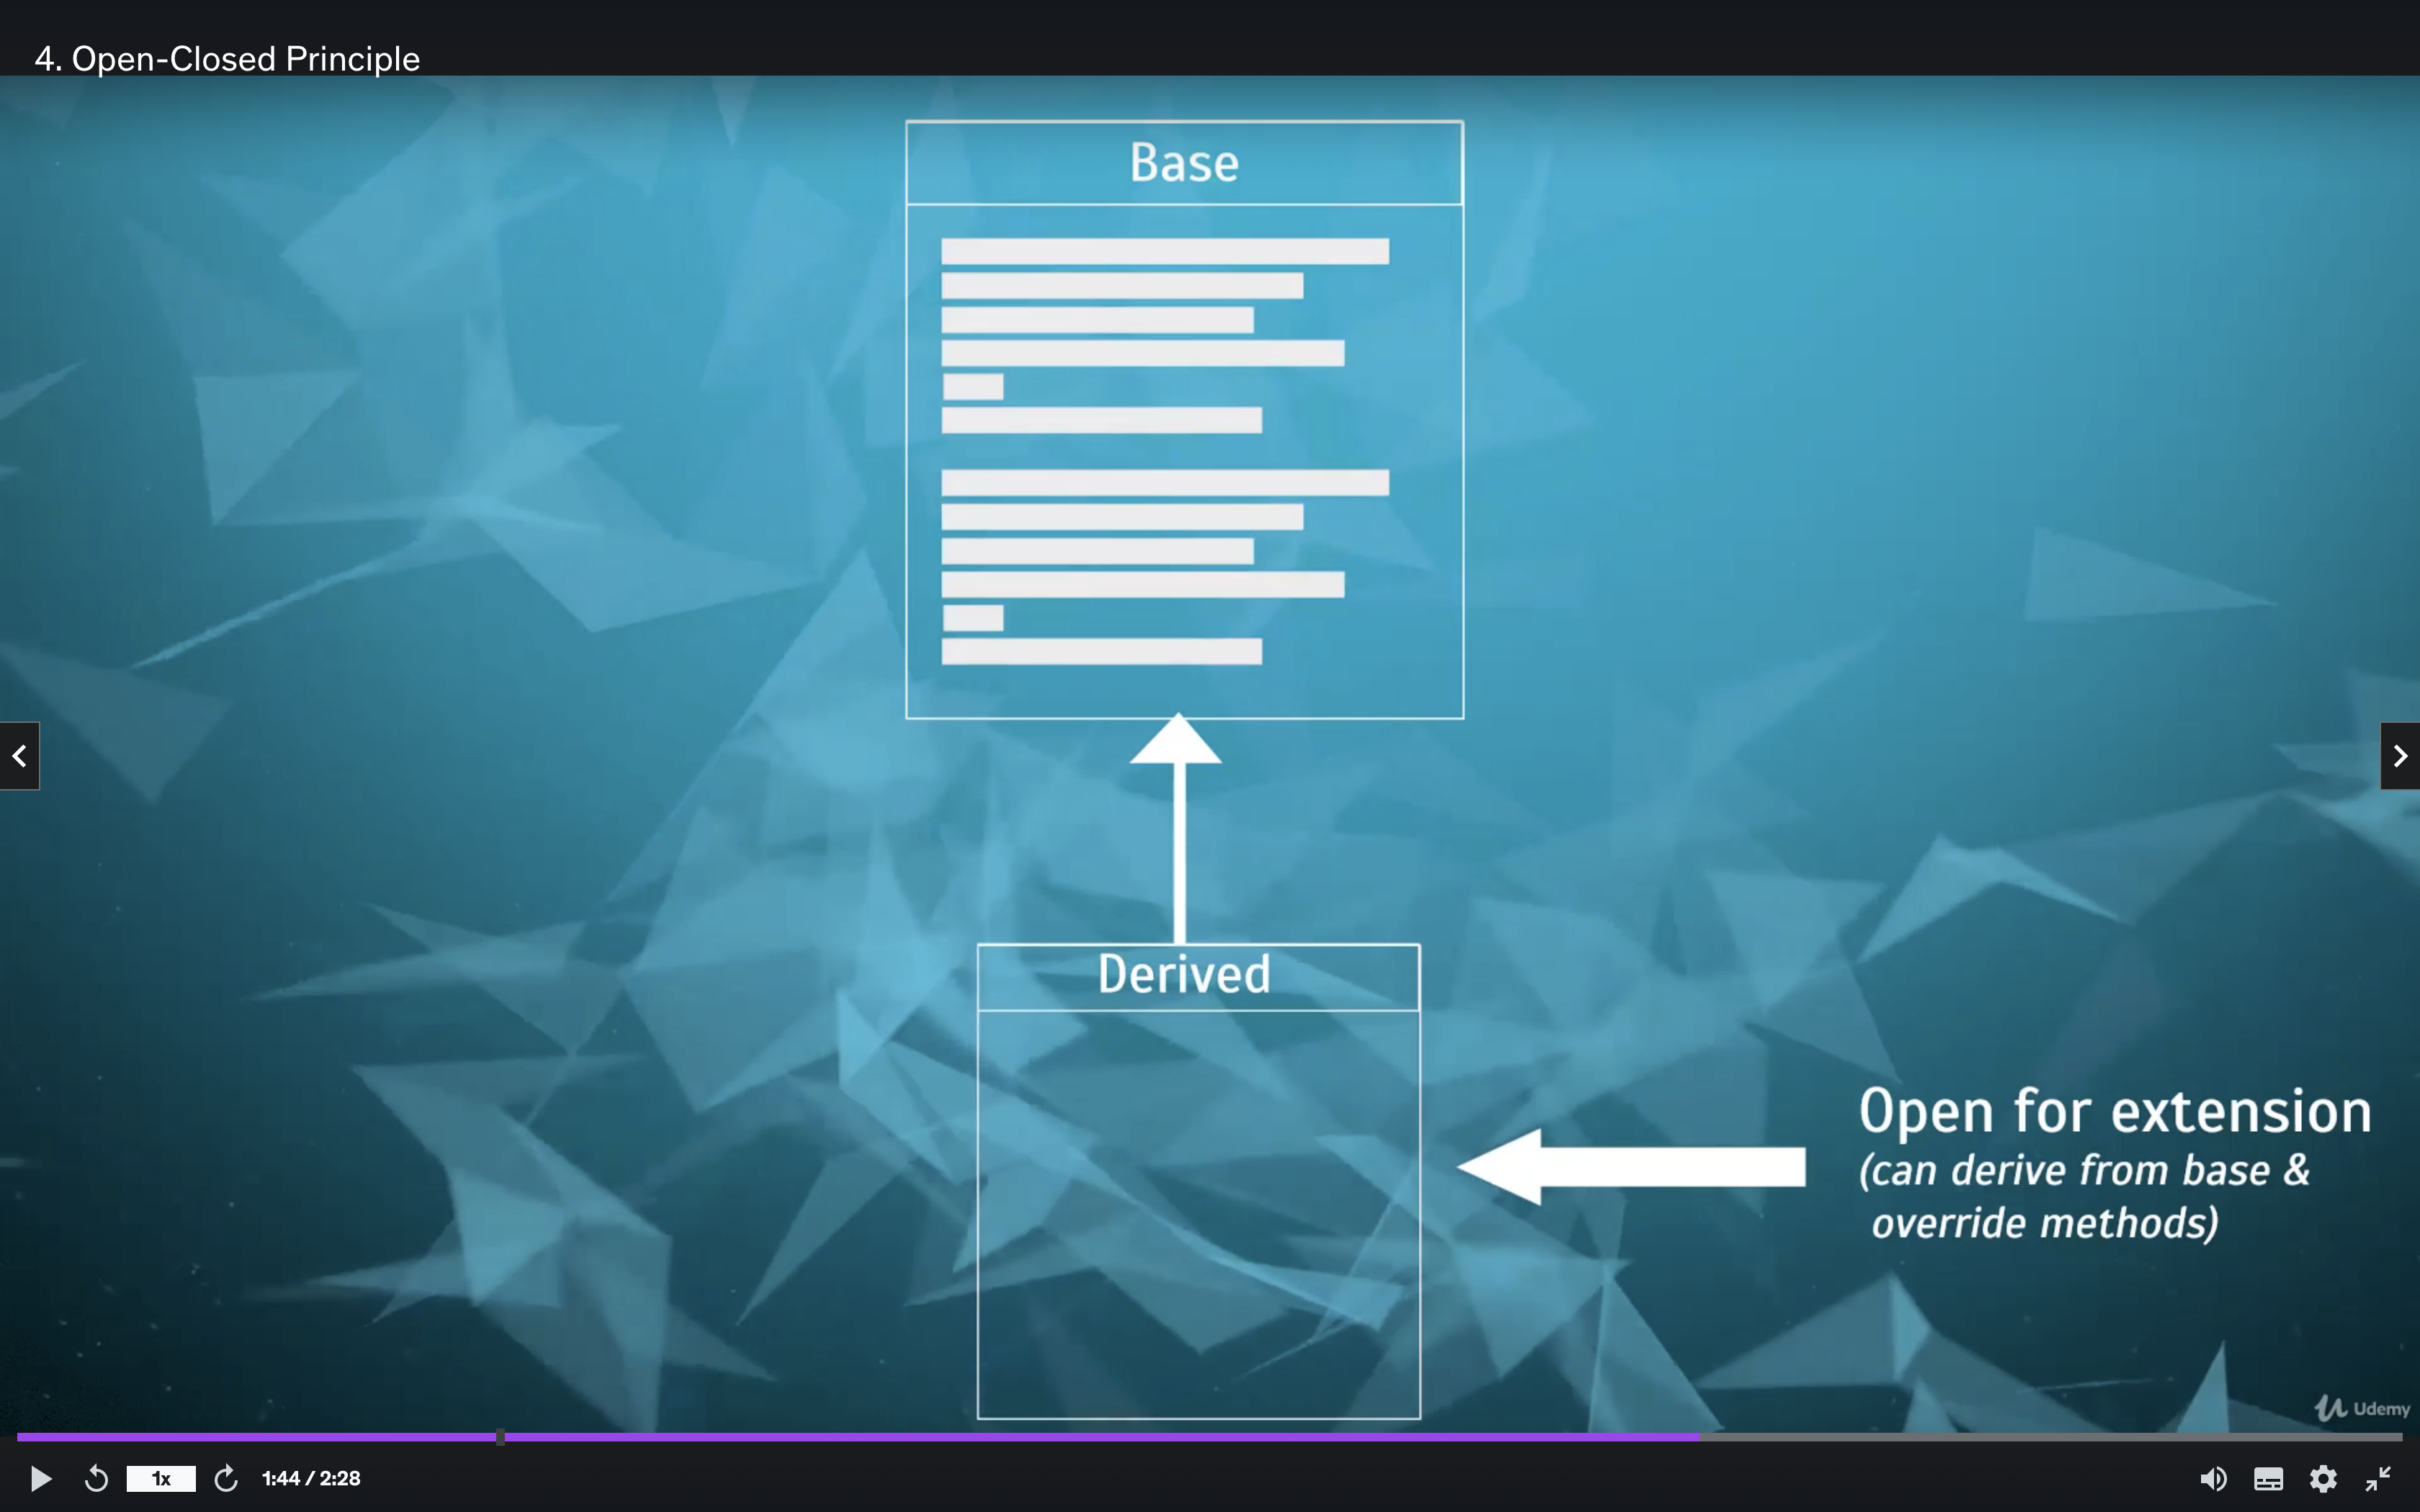 4. Open-Closed Principle
Base
Derived
Open for extension
(can derive from base &
override methods)
Udemy
1x
1:44 / 2:28